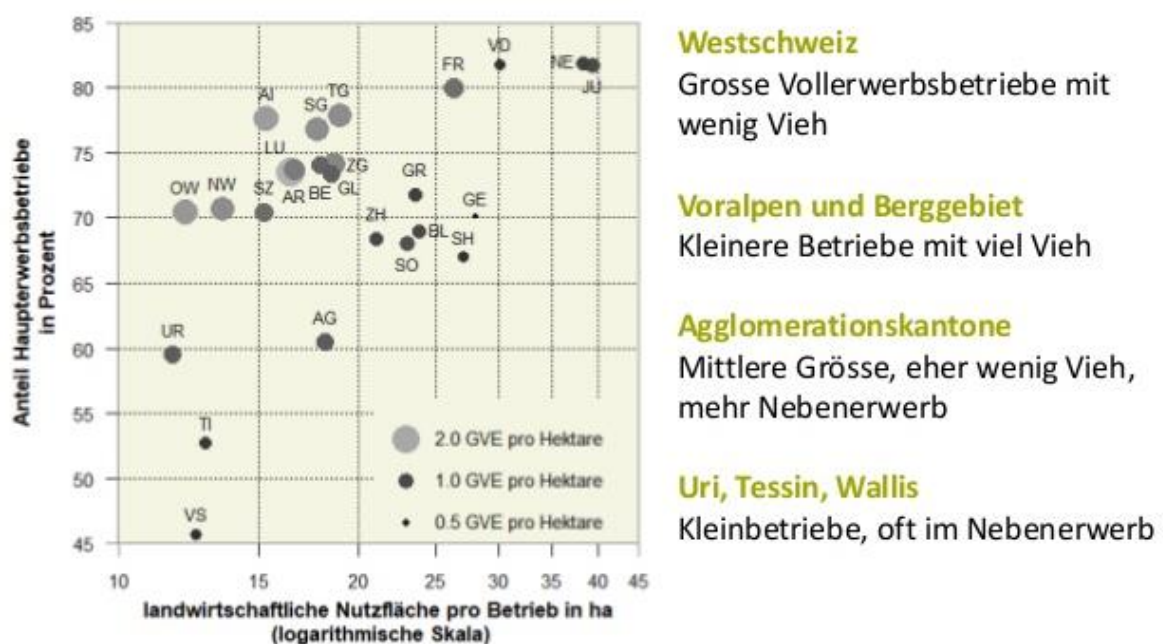 85
80
75
70
65
60
55
50
45
Anteil Haupterwerbsbetriebe
in Prozent
VD
NE
JU
FR
AI
TG
SG
LU
ZG
OW
NW
SZ
AR
BE
GL
GR
GE
ZH
BL
SH
SO
UR
AG
TI
VS
2.0 GVE pro Hektare
1.0 GVE pro Hektare
0.5 GVE pro Hektare
10
15
20
25
30
35
40
45
landwirtschaftliche Nutzfläche pro Betrieb in ha
(logarithmische Skala)
Westschweiz
Grosse Vollerwerbsbetriebe mit
wenig Vieh
Voralpen und Berggebiet
Kleinere Betriebe mit viel Vieh
Agglomerationskantone
Mittlere Grösse, eher wenig Vieh,
mehr Nebenerwerb
Uri, Tessin, Wallis
Kleinbetriebe, oft im Nebenerwerb